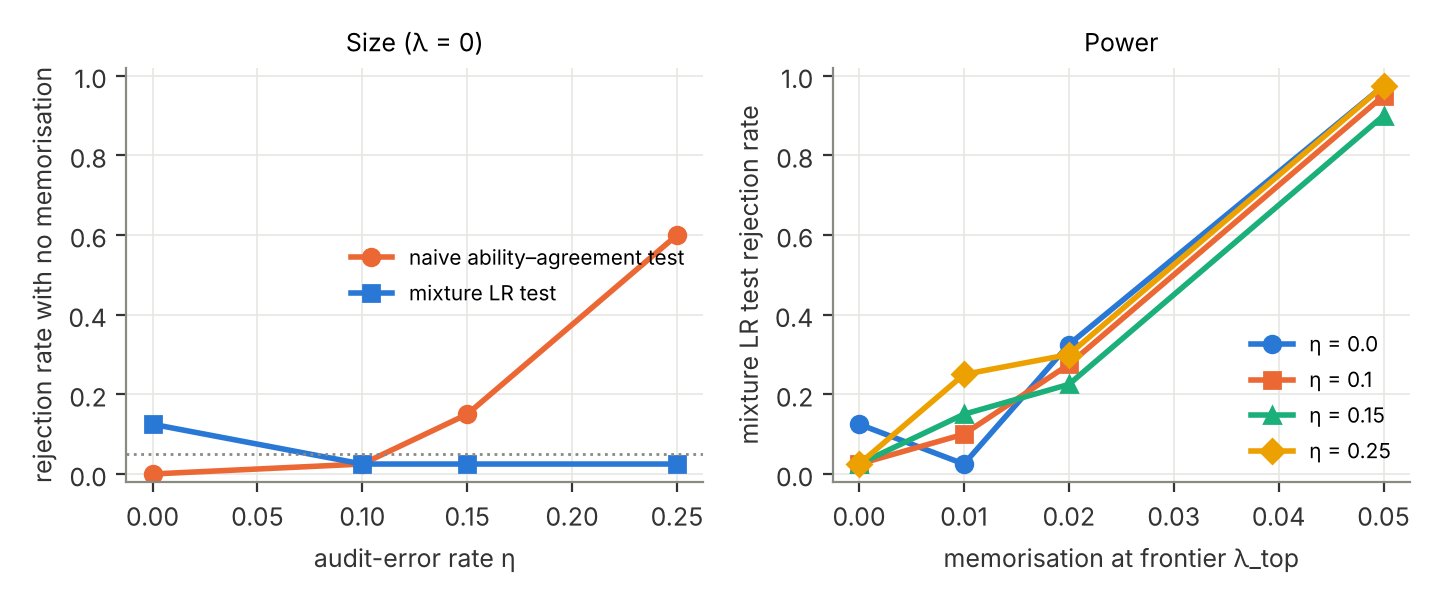 Size (λ = 0)
rejection rate with no memorisation
1.0
0.8
0.6
0.4
0.2
0.0
naive ability–agreement test
mixture LR test
0.00 0.05 0.10 0.15 0.20 0.25
audit-error rate η
Power
mixture LR test rejection rate
1.0
0.8
0.6
0.4
0.2
0.0
η = 0.0
η = 0.1
η = 0.15
η = 0.25
0.00 0.01 0.02 0.03 0.04 0.05
memorisation at frontier λ_top